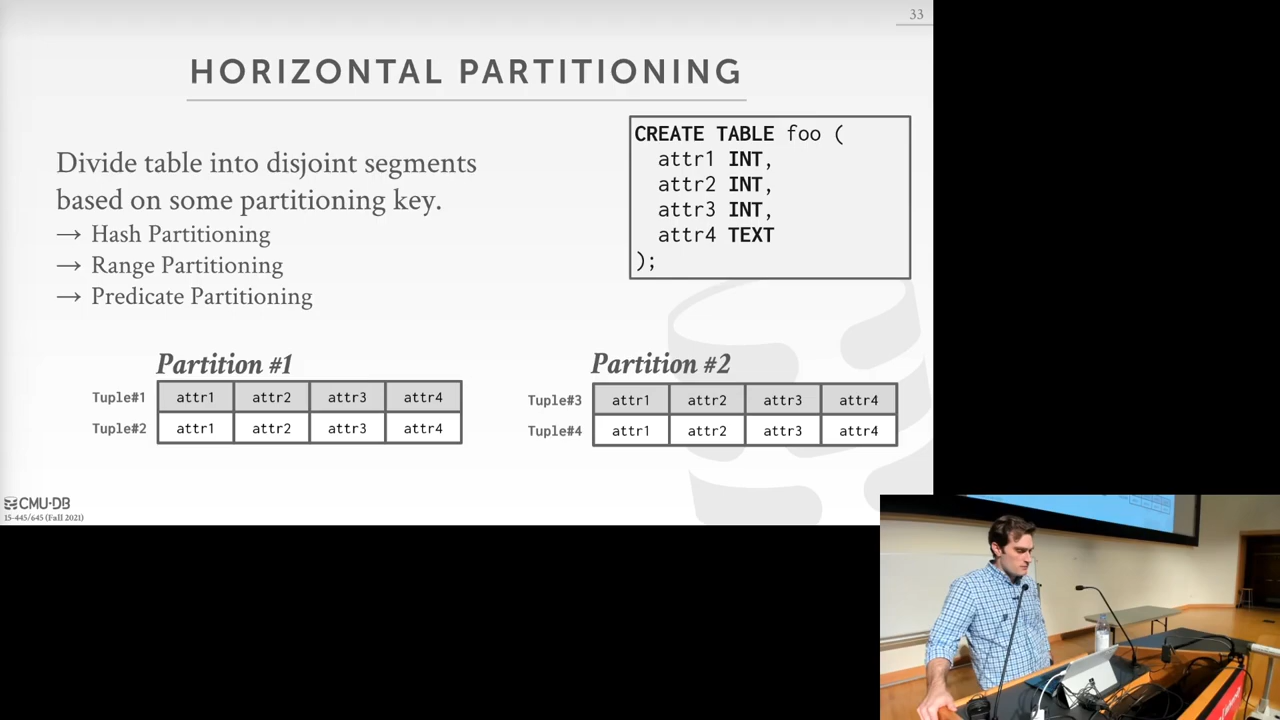 33
HORIZONTAL PARTITIONING
Divide table into disjoint segments
based on some partitioning key.
→ Hash Partitioning
→ Range Partitioning
→ Predicate Partitioning
CREATE TABLE foo (
attr1 INT,
attr2 INT,
attr3 INT,
attr4 TEXT
);
Partition #1
Tuple#1 attr1 attr2 attr3 attr4
Tuple#2 attr1 attr2 attr3 attr4
Partition #2
Tuple#3 attr1 attr2 attr3 attr4
Tuple#4 attr1 attr2 attr3 attr4
CMU·DB
15-445/645 (Fall 2021)